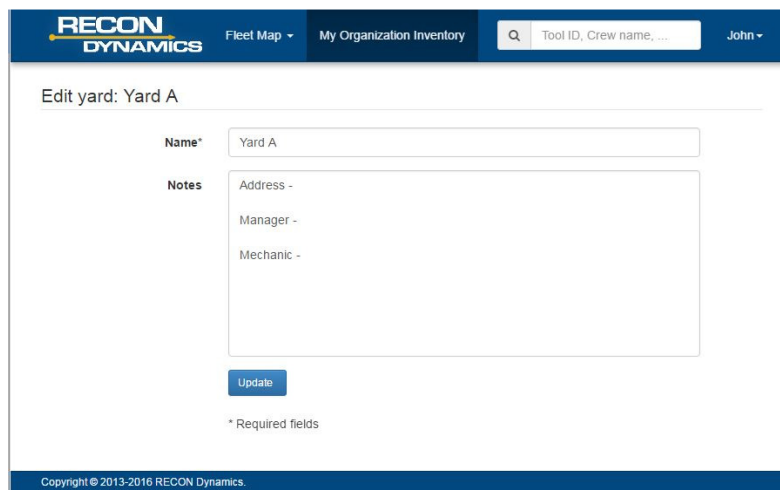 RECON
DYNAMICS
Fleet Map
My Organization Inventory
Tool ID, Crew name, ...
John
Edit yard: Yard A
Name*
Yard A
Notes
Address -
Manager -
Mechanic -
Update
* Required fields
Copyright © 2013-2016 RECON Dynamics.